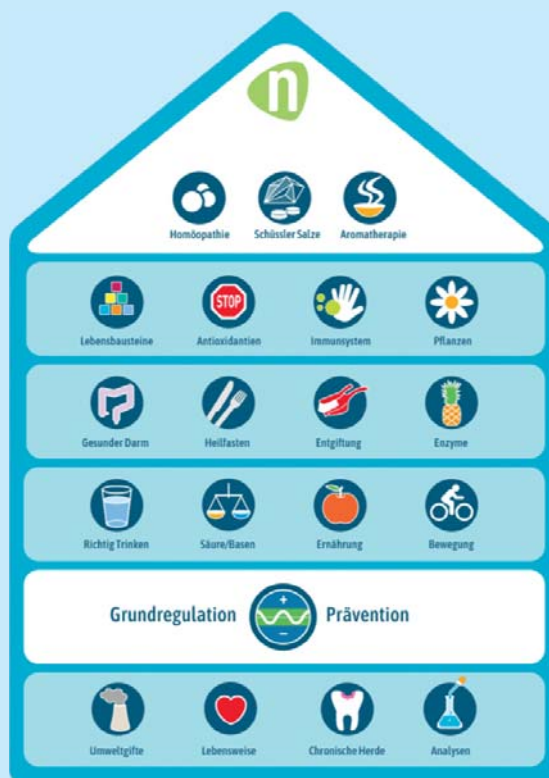 n
Homöopathie Schüssler Salze Aromatherapie
STOP
Lebensbausteine Antioxidantien Immunsystem Pflanzen
Gesunder Darm Heilfasten Entgiftung Enzyme
Richtig Trinken Säure/Basen Ernährung Bewegung
+
Grundregulation Prävention
−
Umweltgifte Lebensweise Chronische Herde Analysen